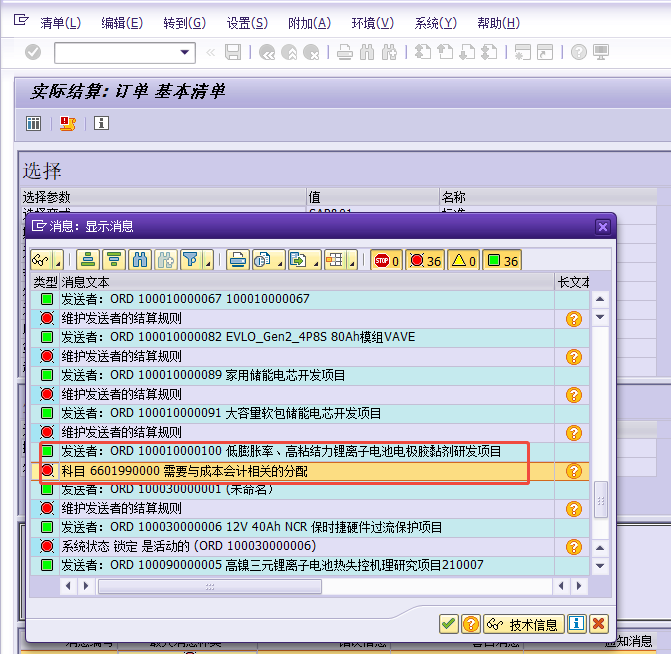 清单(L) 编辑(E) 转到(G) 设置(S) 附加(A) 环境(V) 系统(Y) 帮助(H)
实际结算: 订单 基本清单
选择
选择参数 值 名称
消息: 显示消息
STOP 0 36 0 36
类型 消息文本 长文本
发送者: ORD 100010000067 100010000067
维护发送者的结算规则
发送者: ORD 100010000082 EVLO_Gen2_4P8S 80Ah模组VAVE
维护发送者的结算规则
发送者: ORD 100010000089 家用储能电芯开发项目
维护发送者的结算规则
发送者: ORD 100010000091 大容量软包储能电芯开发项目
维护发送者的结算规则
发送者: ORD 100010000100 低膨胀率、高粘结力锂离子电池电极胶黏剂研发项目
科目 6601990000 需要与成本会计相关的分配
发送者: ORD 100030000001 (未命名)
维护发送者的结算规则
发送者: ORD 100030000006 12V 40Ah NCR 保时捷硬件过流保护项目
系统状态 锁定 是活动的 (ORD 100030000006)
发送者: ORD 100090000005 高镍三元锂离子电池热失控机理研究项目210007
技术信息